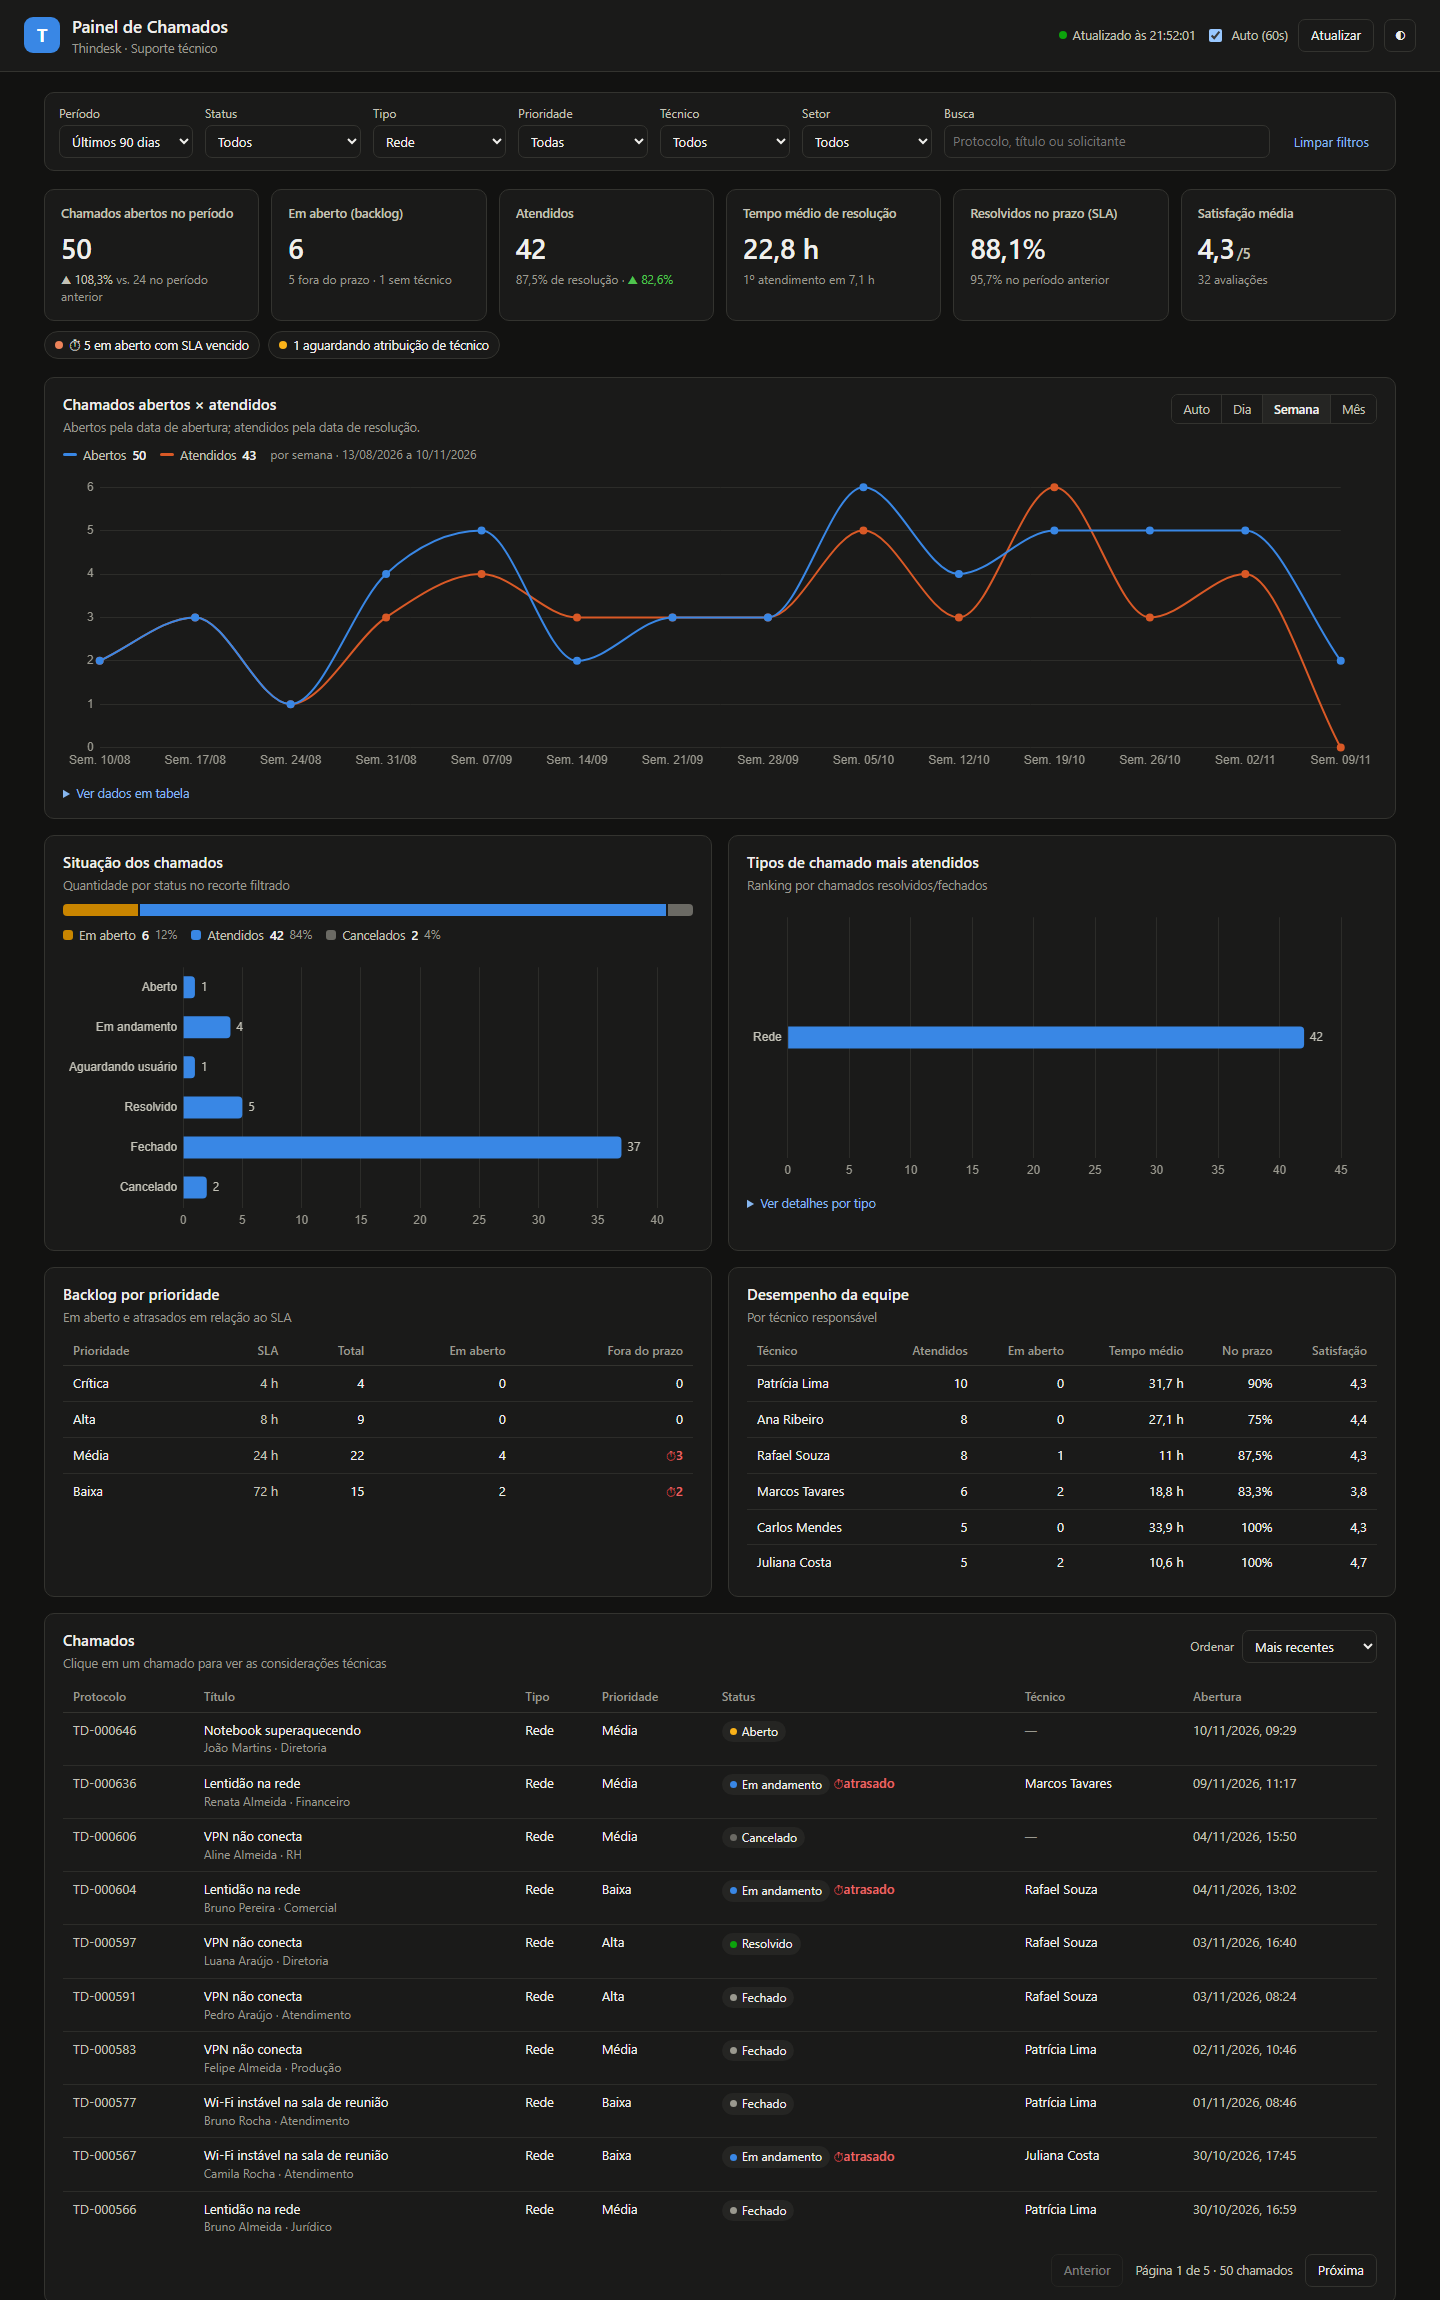 T
Painel de Chamados
Thindesk · Suporte técnico
Atualizado às 21:52:01
Auto (60s)
Atualizar
Período
Status
Tipo
Prioridade
Técnico
Setor
Busca
Últimos 90 dias
Todos
Rede
Todas
Todos
Todos
Protocolo, título ou solicitante
Limpar filtros
Chamados abertos no período
50
▲ 108,3% vs. 24 no período
anterior
Em aberto (backlog)
6
5 fora do prazo · 1 sem técnico
Atendidos
42
87,5% de resolução · ▲ 82,6%
Tempo médio de resolução
22,8 h
1º atendimento em 7,1 h
Resolvidos no prazo (SLA)
88,1%
95,7% no período anterior
Satisfação média
4,3 /5
32 avaliações
⏱ 5 em aberto com SLA vencido
1 aguardando atribuição de técnico
Chamados abertos × atendidos
Abertos pela data de abertura; atendidos pela data de resolução.
Auto Dia Semana Mês
Abertos 50 Atendidos 43 por semana · 13/08/2026 a 10/11/2026
6
5
4
3
2
1
0
Sem. 10/08 Sem. 17/08 Sem. 24/08 Sem. 31/08 Sem. 07/09 Sem. 14/09 Sem. 21/09 Sem. 28/09 Sem. 05/10 Sem. 12/10 Sem. 19/10 Sem. 26/10 Sem. 02/11 Sem. 09/11
▶ Ver dados em tabela
Situação dos chamados
Quantidade por status no recorte filtrado
Em aberto 6 12% Atendidos 42 84% Cancelados 2 4%
Aberto 1
Em andamento 4
Aguardando usuário 1
Resolvido 5
Fechado 37
Cancelado 2
0 5 10 15 20 25 30 35 40
Tipos de chamado mais atendidos
Ranking por chamados resolvidos/fechados
Rede 42
0 5 10 15 20 25 30 35 40 45
▶ Ver detalhes por tipo
Backlog por prioridade
Em aberto e atrasados em relação ao SLA
Prioridade SLA Total Em aberto Fora do prazo
Crítica 4 h 4 0 0
Alta 8 h 9 0 0
Média 24 h 22 4 ⏱3
Baixa 72 h 15 2 ⏱2
Desempenho da equipe
Por técnico responsável
Técnico Atendidos Em aberto Tempo médio No prazo Satisfação
Patrícia Lima 10 0 31,7 h 90% 4,3
Ana Ribeiro 8 0 27,1 h 75% 4,4
Rafael Souza 8 1 11 h 87,5% 4,3
Marcos Tavares 6 2 18,8 h 83,3% 3,8
Carlos Mendes 5 0 33,9 h 100% 4,3
Juliana Costa 5 2 10,6 h 100% 4,7
Chamados
Clique em um chamado para ver as considerações técnicas
Ordenar Mais recentes
Protocolo Título Tipo Prioridade Status Técnico Abertura
TD-000646 Notebook superaquecendo Rede Média Aberto — 10/11/2026, 09:29
João Martins · Diretoria
TD-000636 Lentidão na rede Rede Média Em andamento ⏱atrasado Marcos Tavares 09/11/2026, 11:17
Renata Almeida · Financeiro
TD-000606 VPN não conecta Rede Média Cancelado — 04/11/2026, 15:50
Aline Almeida · RH
TD-000604 Lentidão na rede Rede Baixa Em andamento ⏱atrasado Rafael Souza 04/11/2026, 13:02
Bruno Pereira · Comercial
TD-000597 VPN não conecta Rede Alta Resolvido Rafael Souza 03/11/2026, 16:40
Luana Araújo · Diretoria
TD-000591 VPN não conecta Rede Alta Fechado Rafael Souza 03/11/2026, 08:24
Pedro Araújo · Atendimento
TD-000583 VPN não conecta Rede Média Fechado Patrícia Lima 02/11/2026, 10:46
Felipe Almeida · Produção
TD-000577 Wi-Fi instável na sala de reunião Rede Baixa Fechado Patrícia Lima 01/11/2026, 08:46
Bruno Rocha · Atendimento
TD-000567 Wi-Fi instável na sala de reunião Rede Baixa Em andamento ⏱atrasado Juliana Costa 30/10/2026, 17:45
Camila Rocha · Atendimento
TD-000566 Lentidão na rede Rede Média Fechado Patrícia Lima 30/10/2026, 16:59
Bruno Almeida · Jurídico
Anterior Página 1 de 5 · 50 chamados Próxima